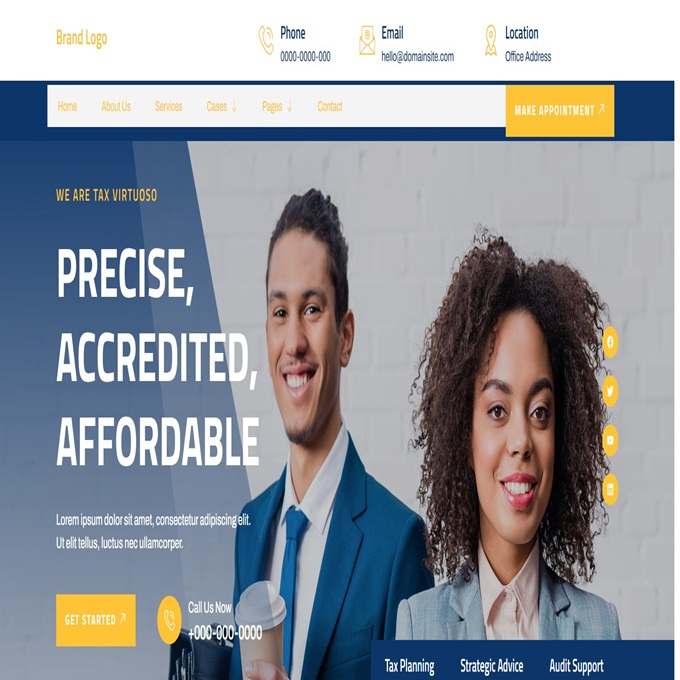 Brand Logo
Phone
0000-0000-000
Email
hello@domainsite.com
Location
Office Address
Home
About Us
Services
Cases
Pages
Contact
MAKE APPOINTMENT
WE ARE TAX VIRTUOSO
PRECISE,
ACCREDITED,
AFFORDABLE
Lorem ipsum dolor sit amet, consectetur adipiscing elit.
Ut elit tellus, luctus nec ullamcorper.
GET STARTED
Call Us Now
+000-000-0000
Tax Planning
Strategic Advice
Audit Support